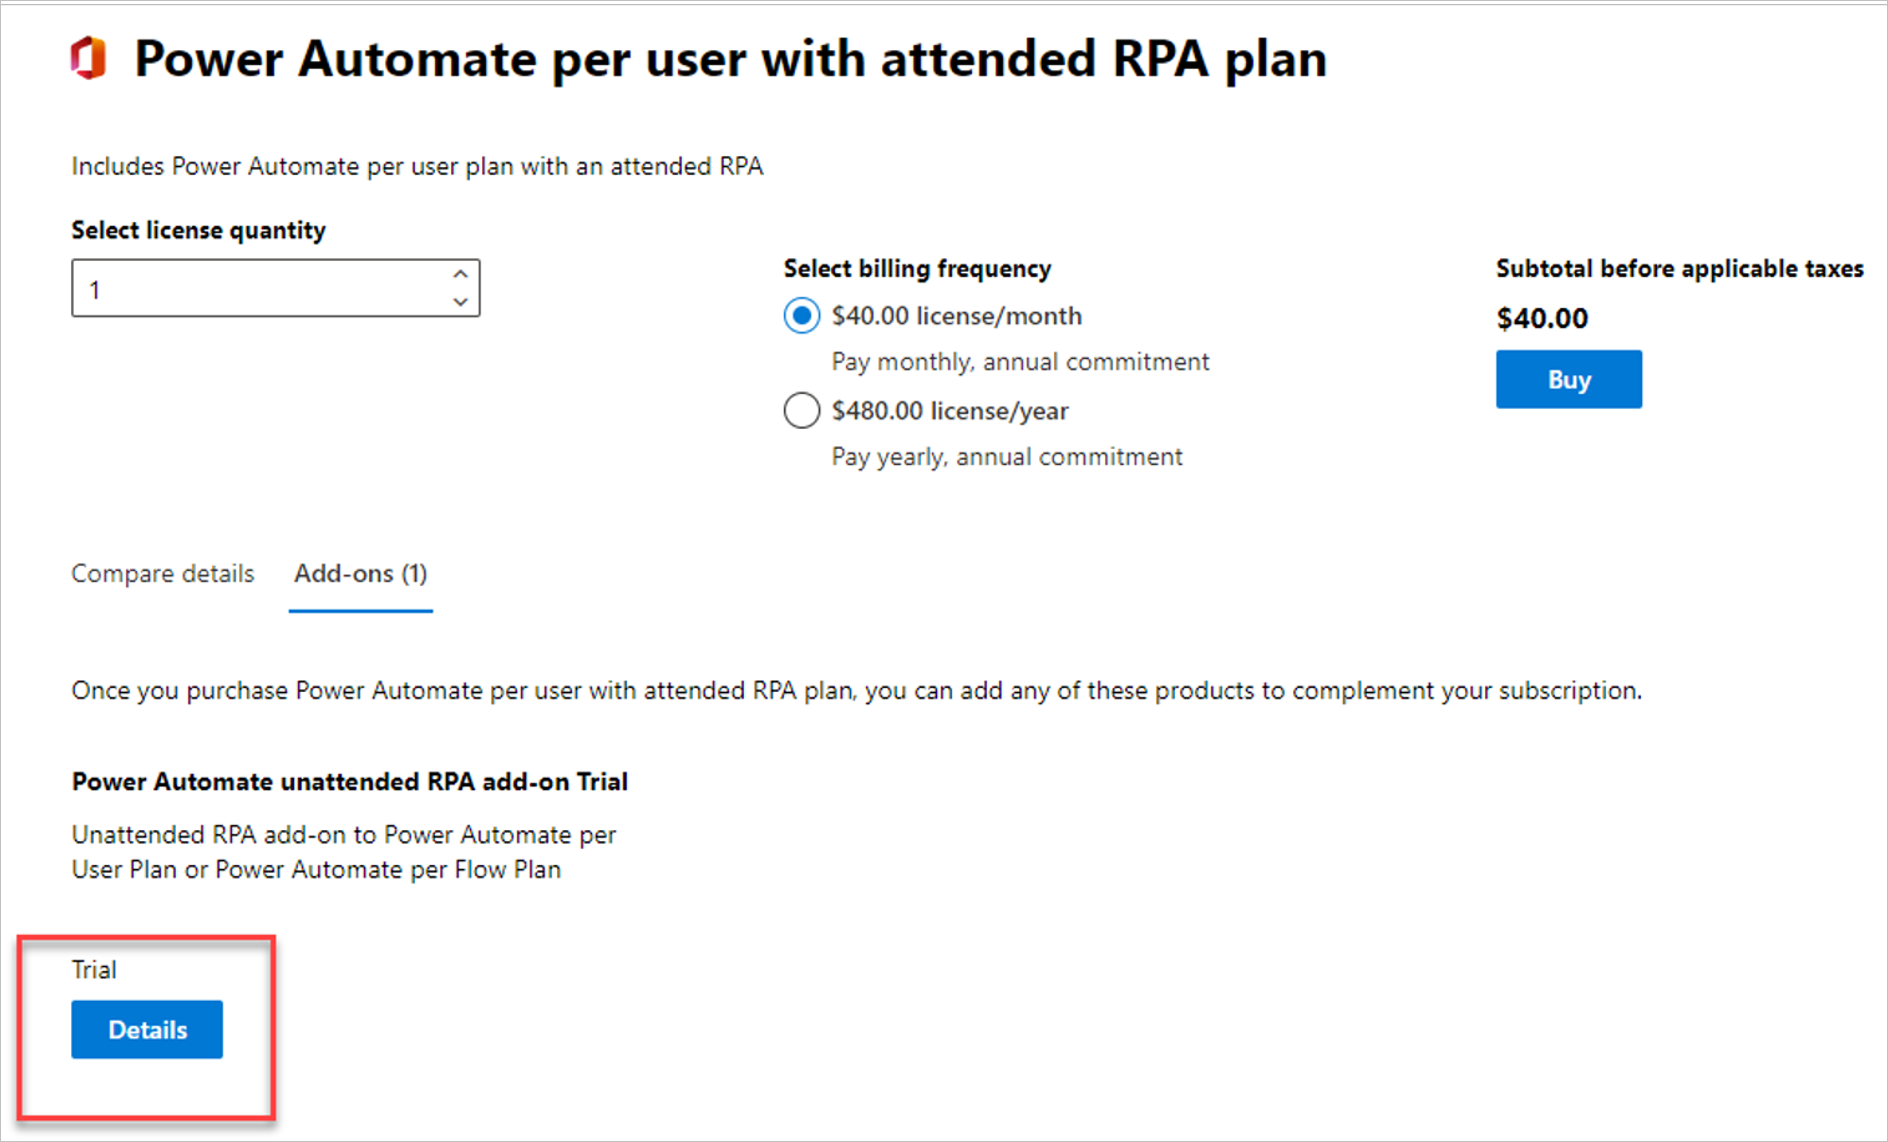 Power Automate per user with attended RPA plan
Includes Power Automate per user plan with an attended RPA
Select license quantity
1
Select billing frequency
$40.00 license/month
Pay monthly, annual commitment
$480.00 license/year
Pay yearly, annual commitment
Subtotal before applicable taxes
$40.00
Buy
Compare details
Add-ons (1)
Once you purchase Power Automate per user with attended RPA plan, you can add any of these products to complement your subscription.
Power Automate unattended RPA add-on Trial
Unattended RPA add-on to Power Automate per
User Plan or Power Automate per Flow Plan
Trial
Details